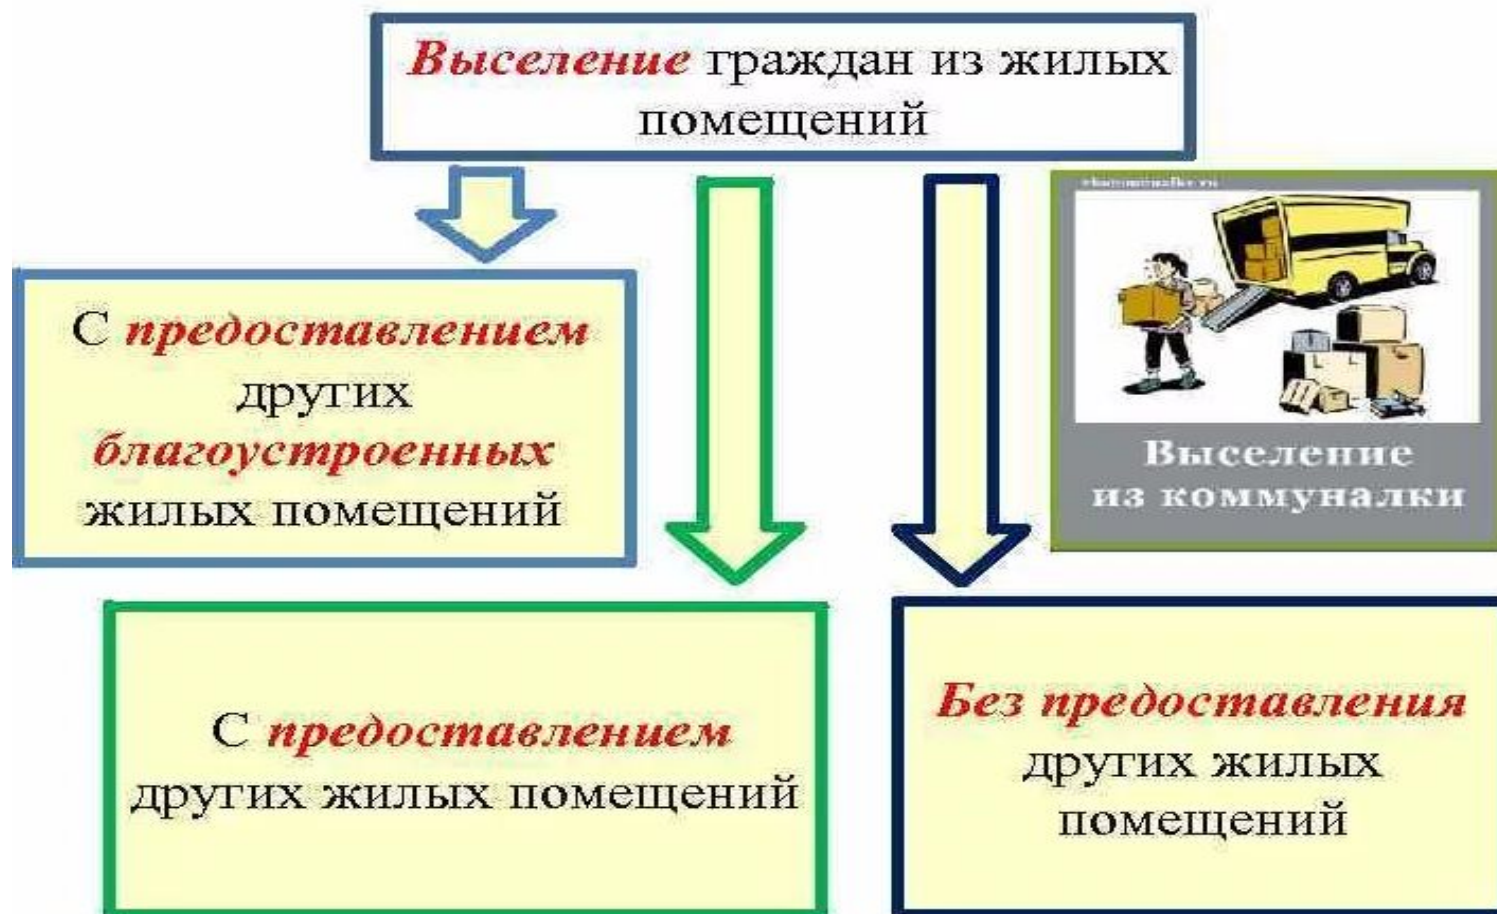 Выселение граждан из жилых
помещений
С предоставлением
других
благоустроенных
жилых помещений
Выселение
из коммуналки
С предоставлением
других жилых помещений
Без предоставления
других жилых
помещений